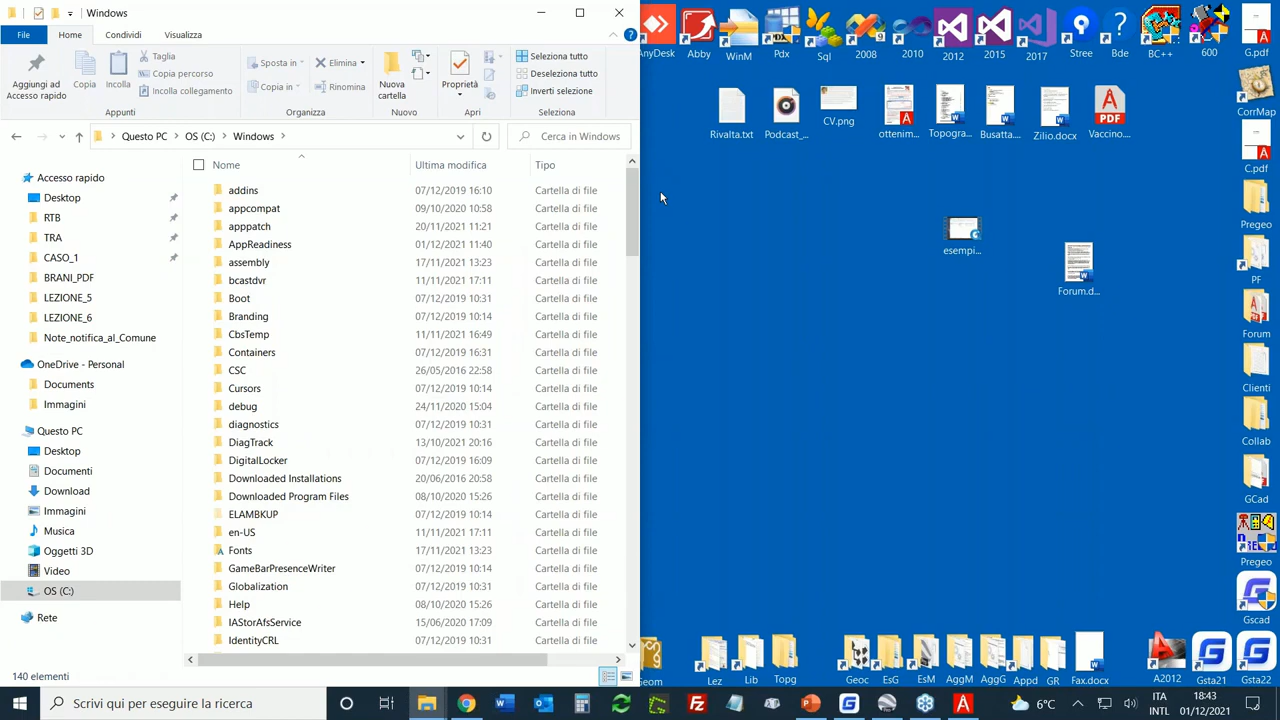 Windows
File
Home
Condividi
Visualizza
Aggiungi ad
Accesso rapido
Copia
Incolla
Taglia
Copia percorso
Incolla collegamento
Appunti
Sposta in
Copia in
Elimina
Rinomina
Organizza
Nuova
cartella
Proprietà
Apri
Seleziona tutto
Deseleziona tutto
Inverti selezione
Selezione
Questo PC > OS (C:) > Windows >
Cerca in Windows
Accesso rapido
Desktop
RTB
TRA
CASO_1
BRANI_PDF
LEZIONE_5
LEZIONE_6
Note_notifica_al_Comune
OneDrive - Personal
Documents
Immagini
Questo PC
Desktop
Documenti
Download
Immagini
Musica
Oggetti 3D
Video
OS (C:)
Rete
Nome Ultima modifica Tipo
addins 07/12/2019 16:10 Cartella di file
appcompat 09/10/2020 10:58 Cartella di file
apppatch 20/11/2021 11:21 Cartella di file
AppReadiness 01/12/2021 11:40 Cartella di file
assembly 17/11/2021 13:23 Cartella di file
bcastdvr 11/11/2021 17:11 Cartella di file
Boot 07/12/2019 10:31 Cartella di file
Branding 07/12/2019 10:14 Cartella di file
CbsTemp 11/11/2021 16:49 Cartella di file
Containers 07/12/2019 16:31 Cartella di file
CSC 26/05/2016 22:58 Cartella di file
Cursors 07/12/2019 10:14 Cartella di file
debug 24/11/2020 15:04 Cartella di file
diagnostics 07/12/2019 10:31 Cartella di file
DiagTrack 13/10/2021 20:16 Cartella di file
DigitalLocker 07/12/2019 16:09 Cartella di file
Downloaded Installations 20/06/2016 20:58 Cartella di file
Downloaded Program Files 08/10/2020 15:26 Cartella di file
ELAMBKUP 07/12/2019 10:14 Cartella di file
en-US 11/11/2021 17:11 Cartella di file
Fonts 17/11/2021 13:23 Cartella di file
GameBarPresenceWriter 07/12/2019 10:14 Cartella di file
Globalization 07/12/2019 10:31 Cartella di file
Help 08/10/2020 15:26 Cartella di file
IAStorAfsService 15/06/2020 17:09 Cartella di file
IdentityCRL 07/12/2019 10:31 Cartella di file
140 elementi
AnyDesk Abby WinM Pdx Sql 2008 2010 2012 2015 2017 Stree Bde BC++ 600 G.pdf
Rivalta.txt Podcast_... CV.png ottenim... Topogra... Busatta.... Zilio.docx Vaccino....
PDF
CorrMap
C.pdf
esempi...
Forum.d...
Pregeo
PF
Forum
Clienti
Collab
GCad
Pregeo
Gscad
Geom Lez Lib Topg Geoc EsG EsM AggM AggG Appd GR Fax.docx A2012 Gsta21 Gsta22
Scrivi qui per eseguire la ricerca
6°C
ITA
INTL
18:43
01/12/2021